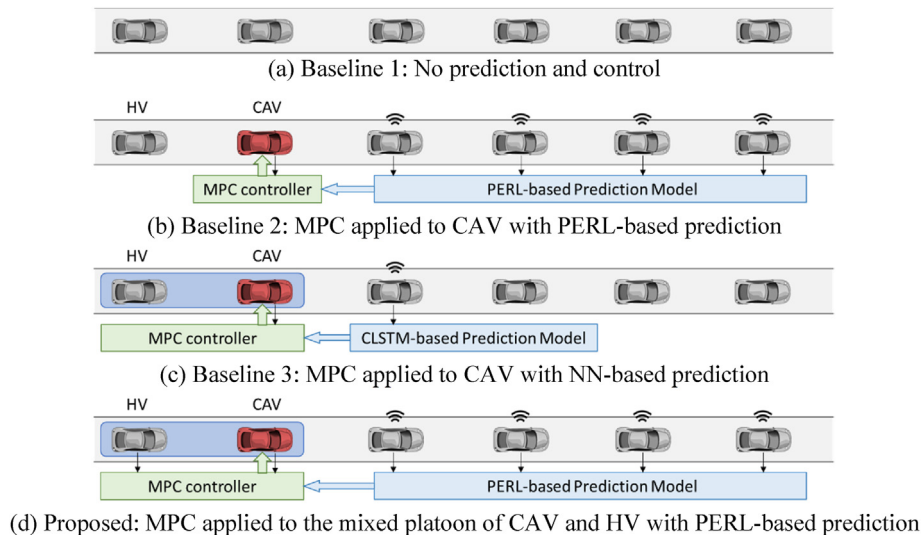 (a) Baseline 1: No prediction and control
HV CAV
MPC controller PERL-based Prediction Model
(b) Baseline 2: MPC applied to CAV with PERL-based prediction
HV CAV
MPC controller CLSTM-based Prediction Model
(c) Baseline 3: MPC applied to CAV with NN-based prediction
HV CAV
MPC controller PERL-based Prediction Model
(d) Proposed: MPC applied to the mixed platoon of CAV and HV with PERL-based prediction